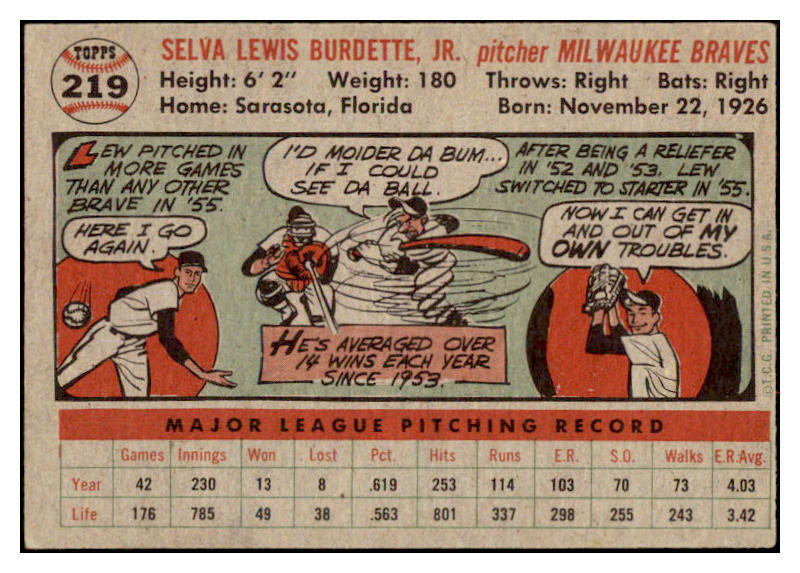 TOPPS
219
SELVA LEWIS BURDETTE, JR. pitcher MILWAUKEE BRAVES
Height: 6' 2" Weight: 180 Throws: Right Bats: Right
Home: Sarasota, Florida Born: November 22, 1926
LEW PITCHED IN
MORE GAMES
THAN ANY OTHER
BRAVE IN '55.
HERE I GO
AGAIN.
I'D MOIDER DA BUM...
IF I COULD
SEE DA BALL.
HE'S AVERAGED OVER
14 WINS EACH YEAR
SINCE 1953.
AFTER BEING A RELIEFER
IN '52 AND '53, LEW
SWITCHED TO STARTER IN '55.
NOW I CAN GET IN
AND OUT OF MY
OWN TROUBLES.
©T.C.G. PRINTED IN U.S.A.
MAJOR LEAGUE PITCHING RECORD
Games Innings Won Lost Pct. Hits Runs E.R. S.O. Walks E.R.Avg.
Year 42 230 13 8 .619 253 114 103 70 73 4.03
Life 176 785 49 38 .563 801 337 298 255 243 3.42